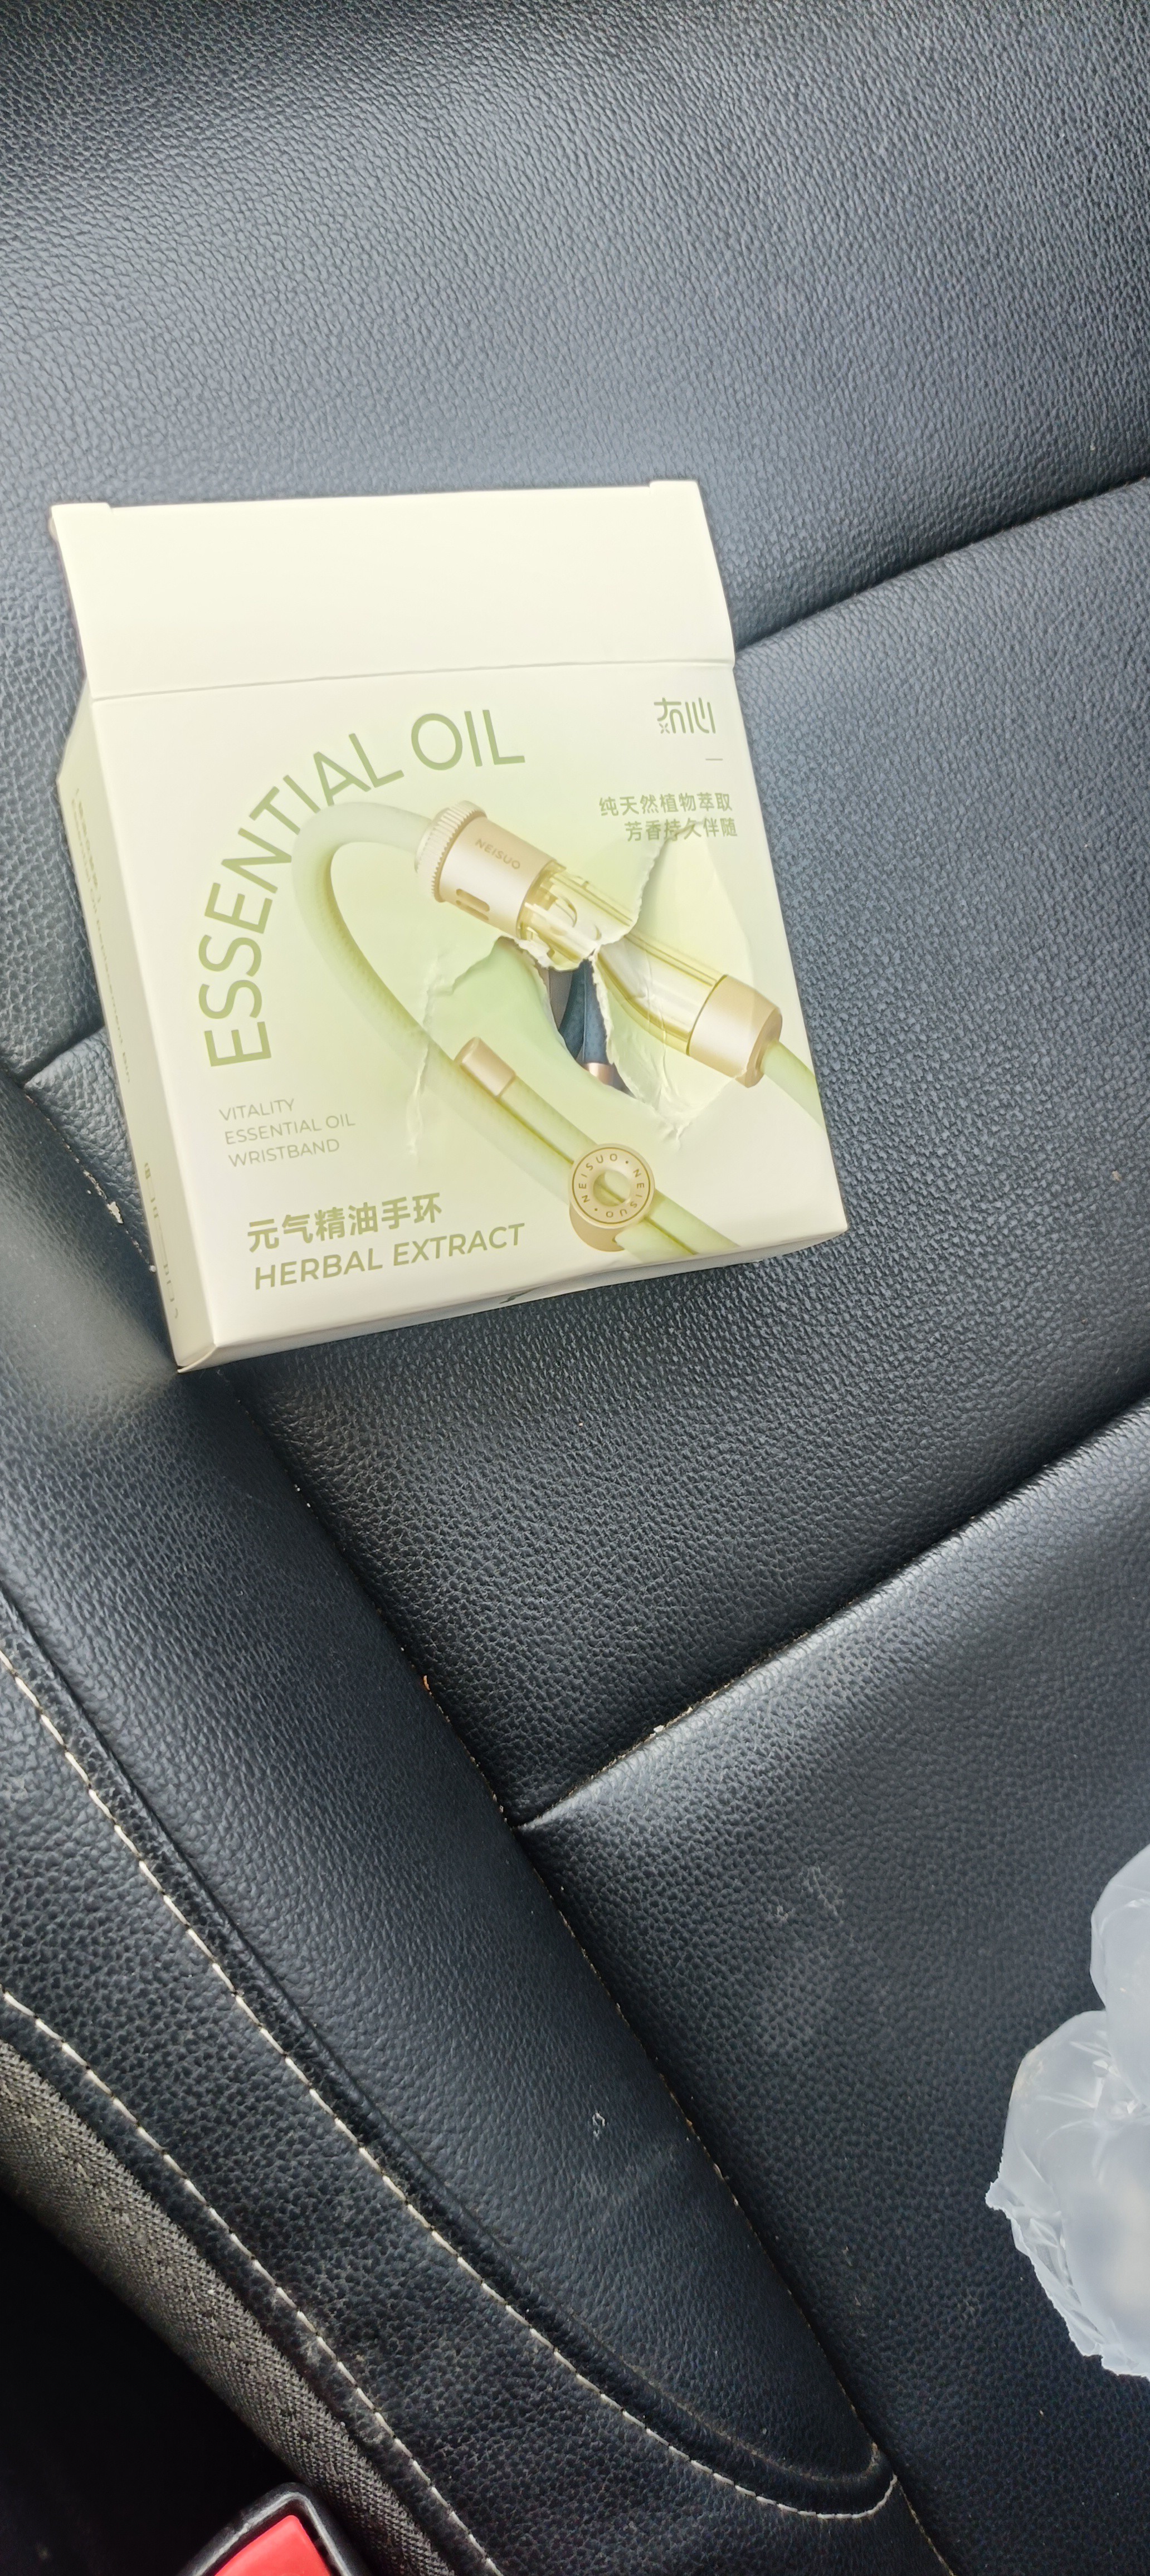 ESSENTIAL OIL
纯天然植物萃取
芳香持久伴随
NEISUO
VITALITY
ESSENTIAL OIL
WRISTBAND
NEISUO · NEISUO ·
元气精油手环
HERBAL EXTRACT